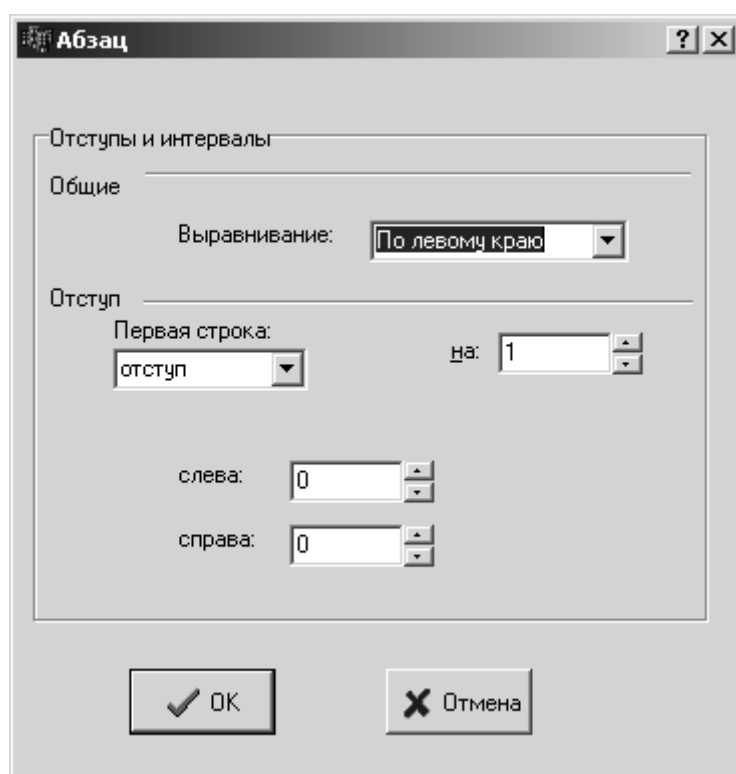 Абзац
Отступы и интервалы
Общие
Выравнивание: По левому краю
Отступ
Первая строка:
отступ
на: 1
слева: 0
справа: 0
OK Отмена